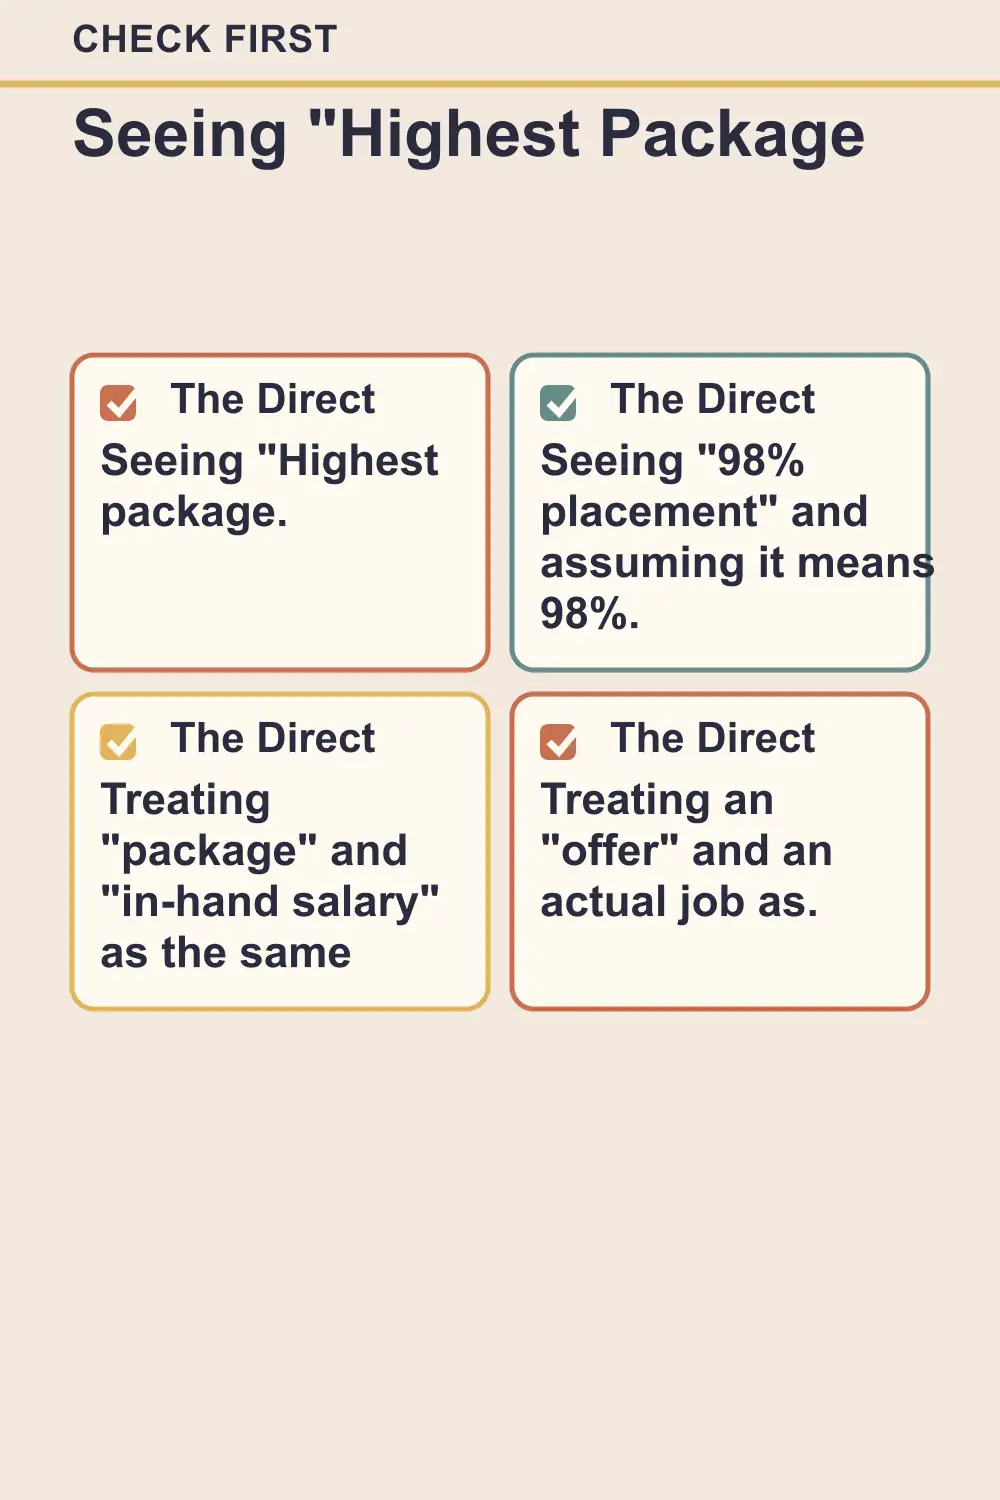 CHECK FIRST
Seeing "Highest Package
The Direct
Seeing "Highest
package.
The Direct
Seeing "98%
placement" and
assuming it means
98%.
The Direct
Treating
"package" and
"in-hand salary"
as the same
The Direct
Treating an
"offer" and an
actual job as.